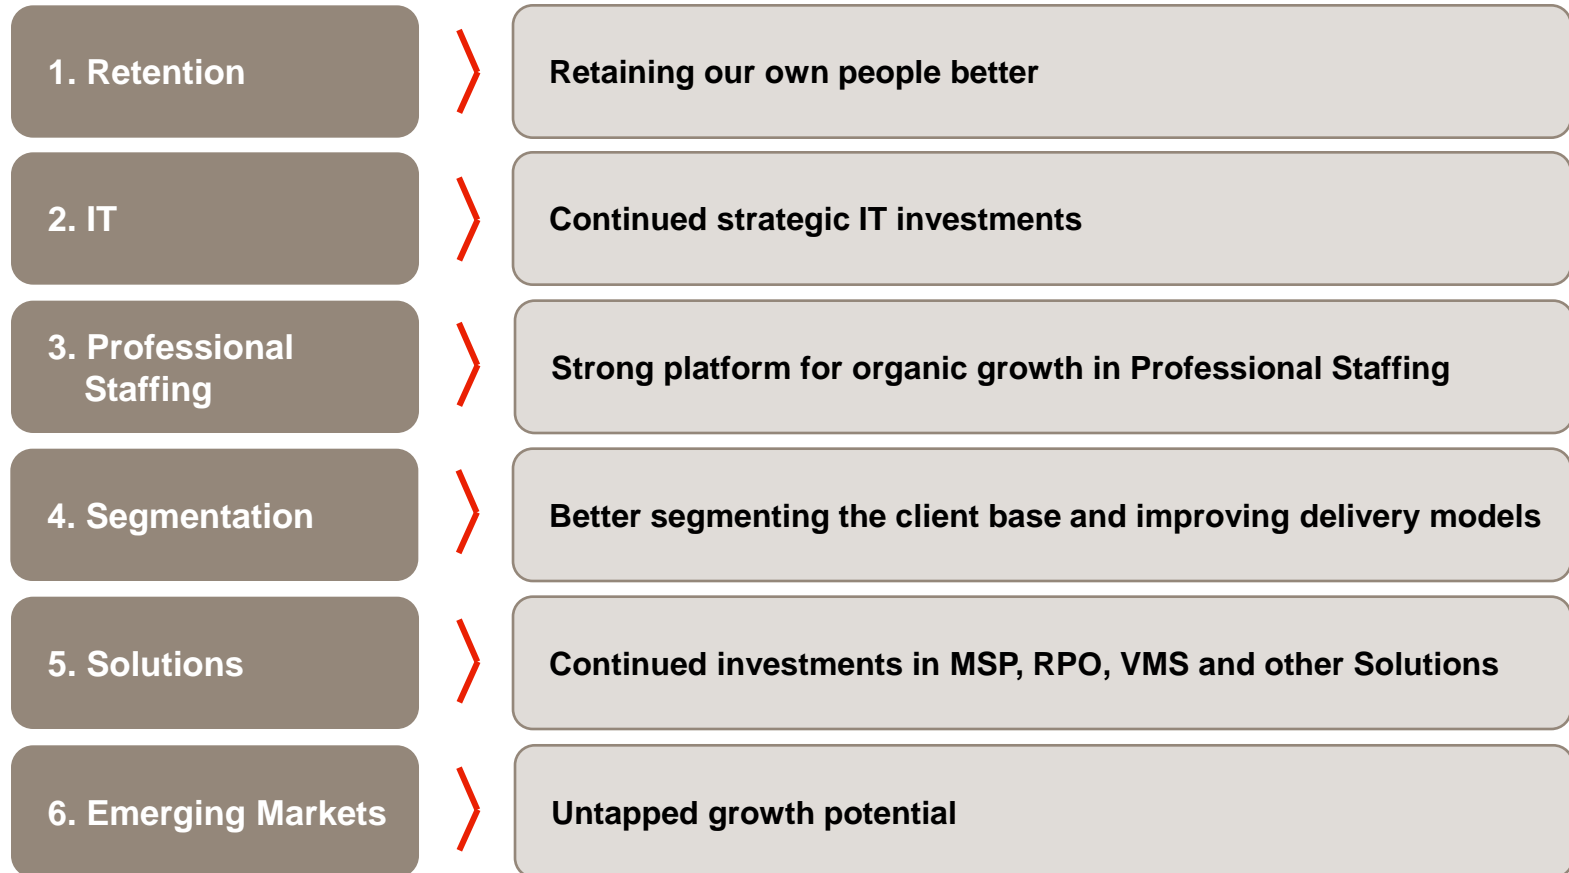 1. Retention
Retaining our own people better
2. IT
Continued strategic IT investments
3. Professional
Staffing
Strong platform for organic growth in Professional Staffing
4. Segmentation
Better segmenting the client base and improving delivery models
5. Solutions
Continued investments in MSP, RPO, VMS and other Solutions
6. Emerging Markets
Untapped growth potential